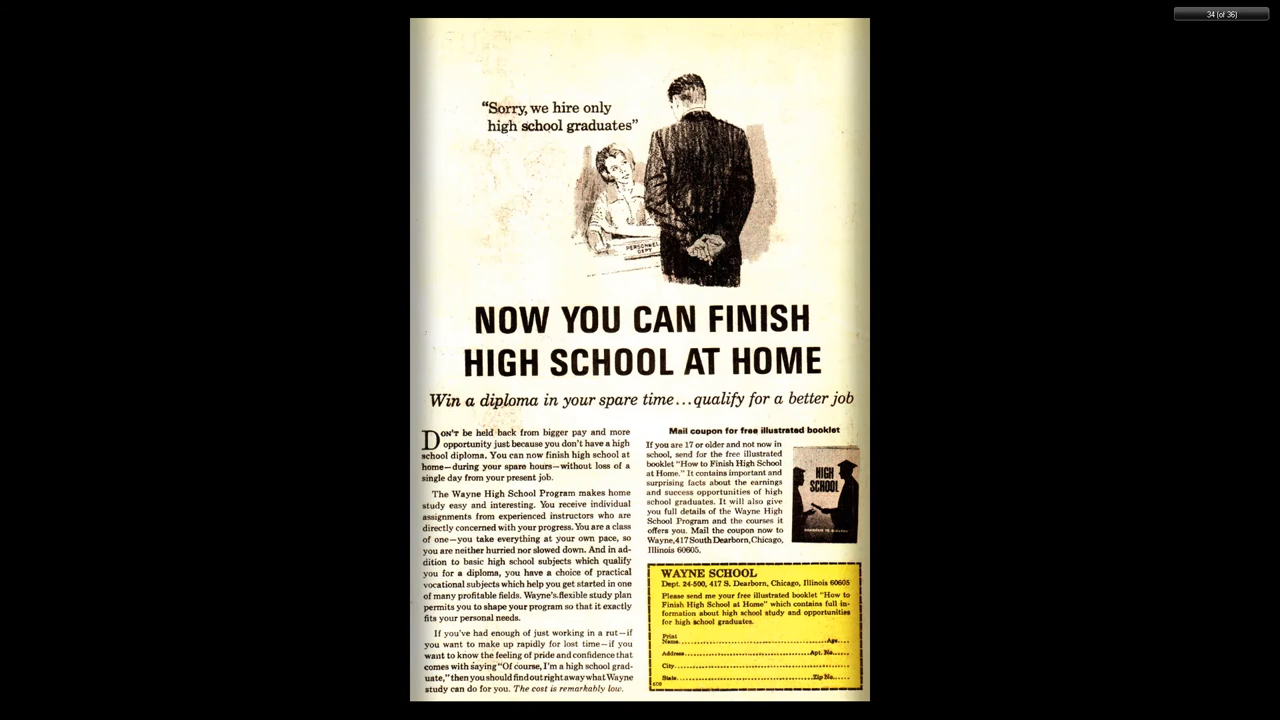 34 (of 36)
"Sorry, we hire only
high school graduates"
PERSONNEL
DEPT
NOW YOU CAN FINISH
HIGH SCHOOL AT HOME
Win a diploma in your spare time...qualify for a better job
DON'T be held back from bigger pay and more
opportunity just because you don't have a high
school diploma. You can now finish high school at
home—during your spare hours—without loss of a
single day from your present job.
The Wayne High School Program makes home
study easy and interesting. You receive individual
assignments from experienced instructors who are
directly concerned with your progress. You are a class
of one—you take everything at your own pace, so
you are neither hurried nor slowed down. And in ad-
dition to basic high school subjects which qualify
you for a diploma, you have a choice of practical
vocational subjects which help you get started in one
of many profitable fields. Wayne's flexible study plan
permits you to shape your program so that it exactly
fits your personal needs.
If you've had enough of just working in a rut—if
you want to make up rapidly for lost time—if you
want to know the feeling of pride and confidence that
comes with saying "Of course, I'm a high school grad-
uate," then you should find out right away what Wayne
study can do for you. The cost is remarkably low.
Mail coupon for free illustrated booklet
If you are 17 or older and not now in
school, send for the free illustrated
booklet "How to Finish High School
at Home." It contains important and
surprising facts about the earnings
and success opportunities of high
school graduates. It will also give
you full details of the Wayne High
School Program and the courses it
offers you. Mail the coupon now to
Wayne, 417 South Dearborn, Chicago,
Illinois 60605.
HIGH
SCHOOL
WAYNE SCHOOL
Dept. 24-500, 417 S. Dearborn, Chicago, Illinois 60605
Please send me your free illustrated booklet "How to
Finish High School at Home" which contains full in-
formation about high school study and opportunities
for high school graduates.
Print
Name Age
Address Apt. No.
City
State Zip No.